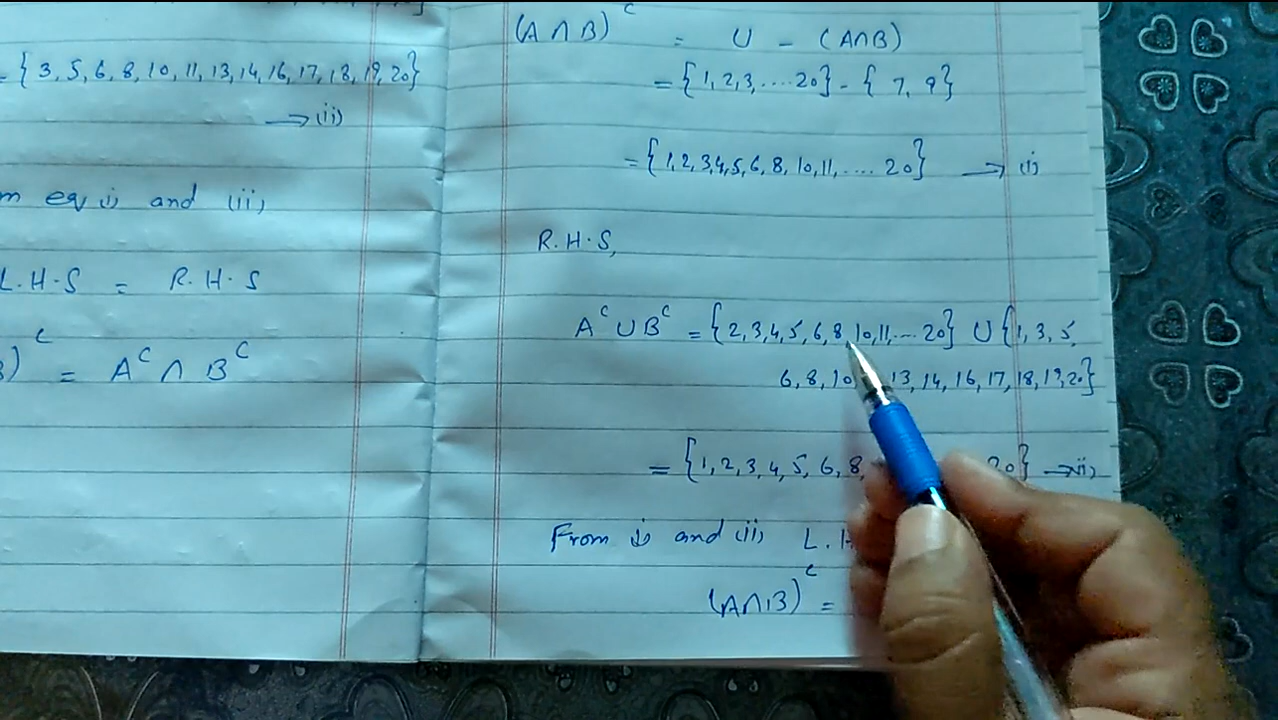 = { 3, 5, 6, 8, 10, 11, 13, 14, 16, 17, 18, 19, 20}
→ (ii)
eq i) and (ii)
L.H.S = R.H.S
)ᶜ = Aᶜ ∩ Bᶜ
(A ∩ B)ᶜ = U - (A∩B)
= {1, 2, 3, .... 20} - { 7, 9}
= {1, 2, 3, 4, 5, 6, 8, 10, 11, .... 20} → (i)
R.H.S,
Aᶜ ∪ Bᶜ = {2, 3, 4, 5, 6, 8, 10, 11, ... 20} ∪ {1, 3, 5,
6, 8, 10 13, 14, 16, 17, 18, 19, 20}
= {1, 2, 3, 4, 5, 6, 8, 20} → ii)
From i) and (ii) L.H
(A∩B)ᶜ =